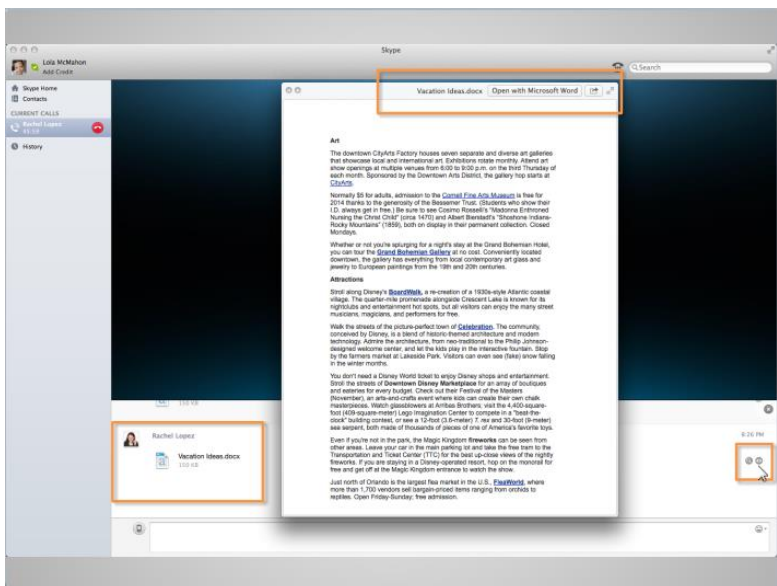 Skype
Lola McMahon
Add Credit
Search
Skype Home
Contacts
CURRENT CALLS
Rachel Lopez
History
Vacation Ideas.docx Open with Microsoft Word
Art
The downtown CityArts Factory houses seven separate and diverse art galleries
that showcase local and international art. Exhibitions rotate monthly. Attend art
show openings at multiple venues from 6:00 to 9:00 p.m. on the third Thursday of
each month. Sponsored by the Downtown Arts District, the gallery hop starts at
CityArts.
Normally $5 for adults, admission to the Cornell Fine Arts Museum is free for
2014 thanks to the generosity of the Bessemer Trust. (Students who show their
I.D. always get in free.) Be sure to see Cosimo Rosselli's "Madonna Enthroned
Nursing the Christ Child" (circa 1470) and Albert Bierstadt's "Shoshone Indians-
Rocky Mountains" (1859), both on display in their permanent collection. Closed
Mondays.
Whether or not you're splurging for a night's stay at the Grand Bohemian Hotel,
you can tour the Grand Bohemian Gallery at no cost. Conveniently located
downtown, the gallery has everything from local contemporary art glass and
jewelry to European paintings from the 19th and 20th centuries.
Attractions
Stroll along Disney's BoardWalk, a re-creation of a 1930s-style Atlantic coastal
village. The quarter-mile promenade alongside Crescent Lake is known for its
nightclubs and entertainment hot spots, but all visitors can enjoy the many street
musicians, magicians, and performers for free.
Walk the streets of the picture-perfect town of Celebration. The community,
conceived by Disney, is a blend of historic-themed architecture and modern
technology. Admire the architecture, from neo-traditional to the Philip Johnson-
designed welcome center, and let the kids play in the interactive fountain. Stop
by the farmers market at Lakeside Park. Visitors can even see (fake) snow falling
in the winter months.
You don't need a Disney World ticket to enjoy Disney shops and entertainment.
Stroll the streets of Downtown Disney Marketplace for an array of boutiques
and eateries for every budget. Check out their Festival of the Masters
(November), an arts-and-crafts event where kids can create their own chalk
masterpieces. Watch glassblowers at Arribas Brothers; visit the 4,400-square-
foot (409-square-meter) Lego Imagination Center to compete in a "beat-the-
clock" building contest, or see a 12-foot (3.6-meter) T. rex and 30-foot (9-meter)
sea serpent, both made of thousands of pieces of one of America's favorite toys.
Even if you're not in the park, the Magic Kingdom fireworks can be seen from
other areas. Leave your car in the main parking lot and take the free tram to the
Transportation and Ticket Center (TTC) for the best up-close views of the nightly
fireworks. If you are staying in a Disney-operated resort, hop on the monorail for
free and get off at the Magic Kingdom entrance to watch the show.
Just north of Orlando is the largest flea market in the U.S., FleaWorld, where
more than 1,700 vendors sell bargain-priced items ranging from orchids to
reptiles. Open Friday-Sunday; free admission.
150 KB
Rachel Lopez
8:26 PM
Vacation Ideas.docx
150 KB